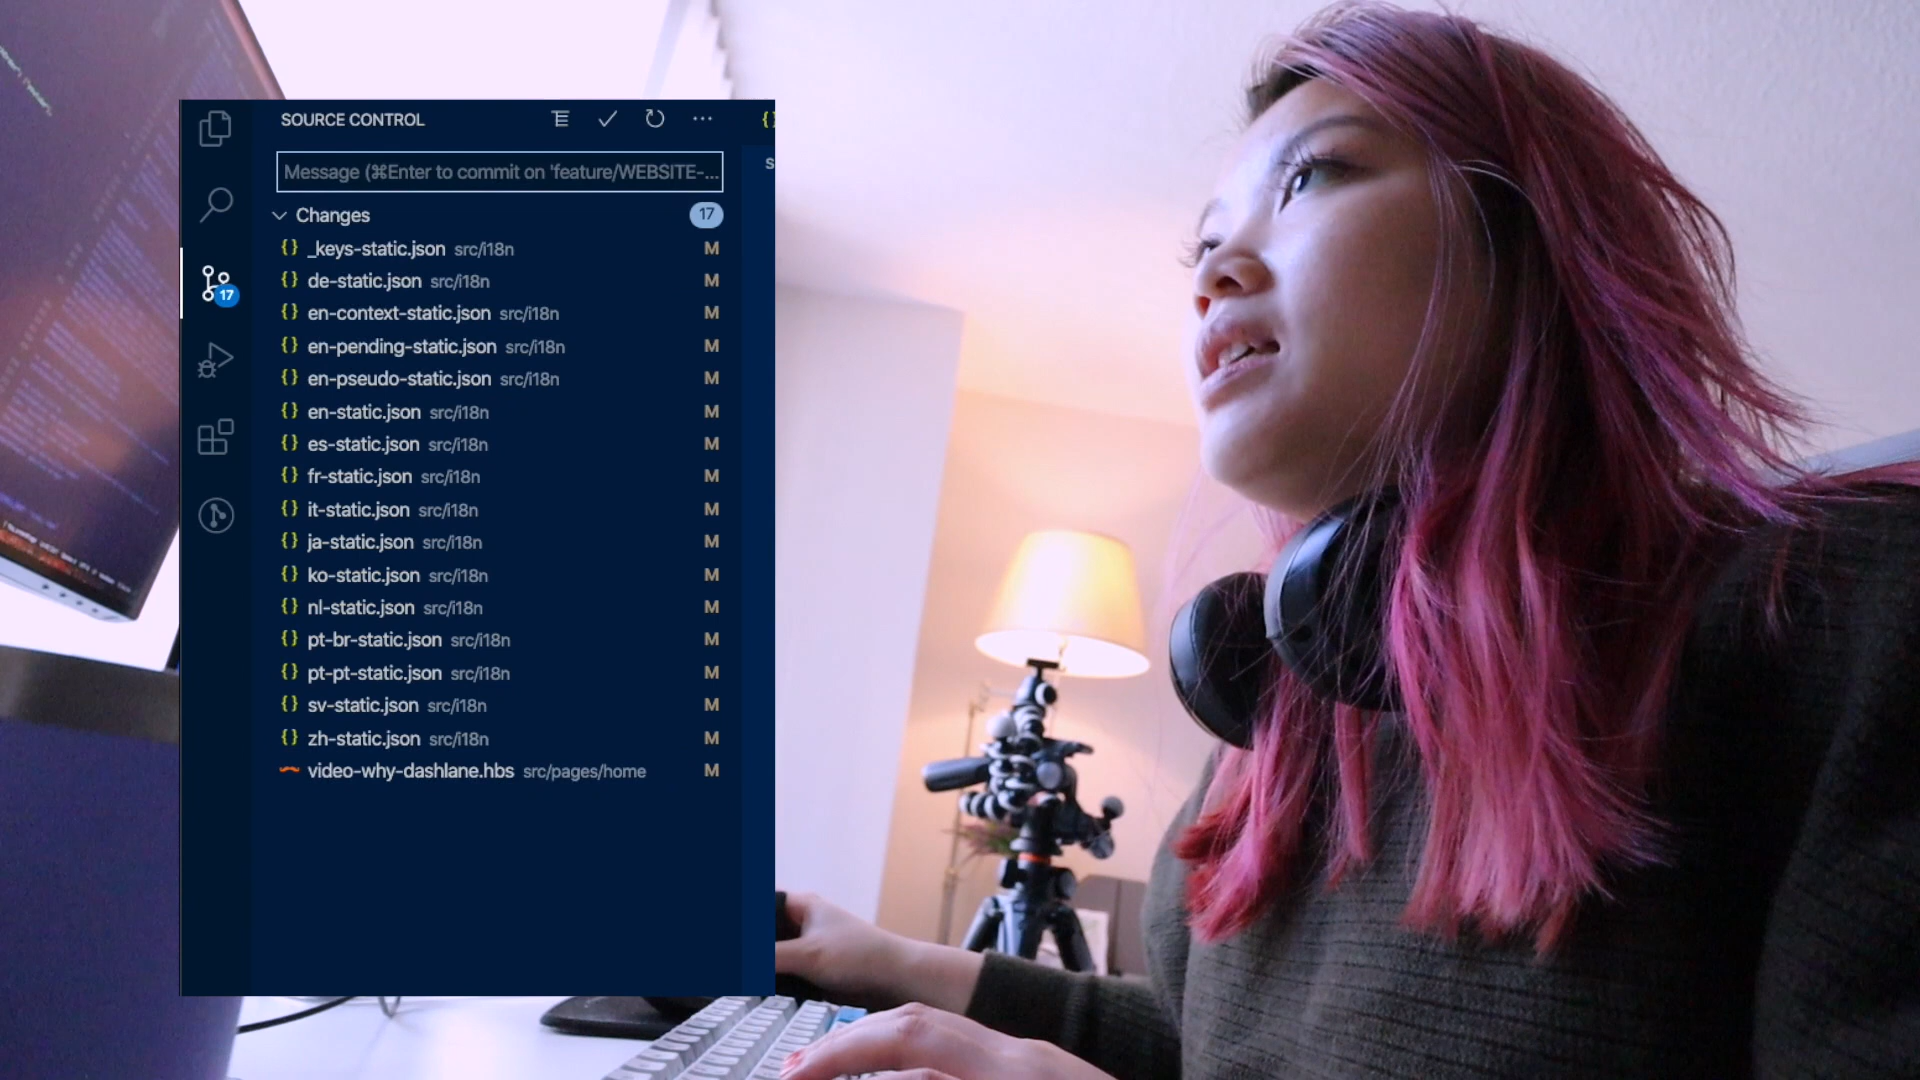 SOURCE CONTROL
Message (⌘Enter to commit on 'feature/WEBSITE-...
Changes 17
{} _keys-static.json src/i18n M
{} de-static.json src/i18n M
{} en-context-static.json src/i18n M
{} en-pending-static.json src/i18n M
17
{} en-pseudo-static.json src/i18n M
{} en-static.json src/i18n M
{} es-static.json src/i18n M
{} fr-static.json src/i18n M
{} it-static.json src/i18n M
{} ja-static.json src/i18n M
{} ko-static.json src/i18n M
{} nl-static.json src/i18n M
{} pt-br-static.json src/i18n M
{} pt-pt-static.json src/i18n M
{} sv-static.json src/i18n M
{} zh-static.json src/i18n M
video-why-dashlane.hbs src/pages/home M